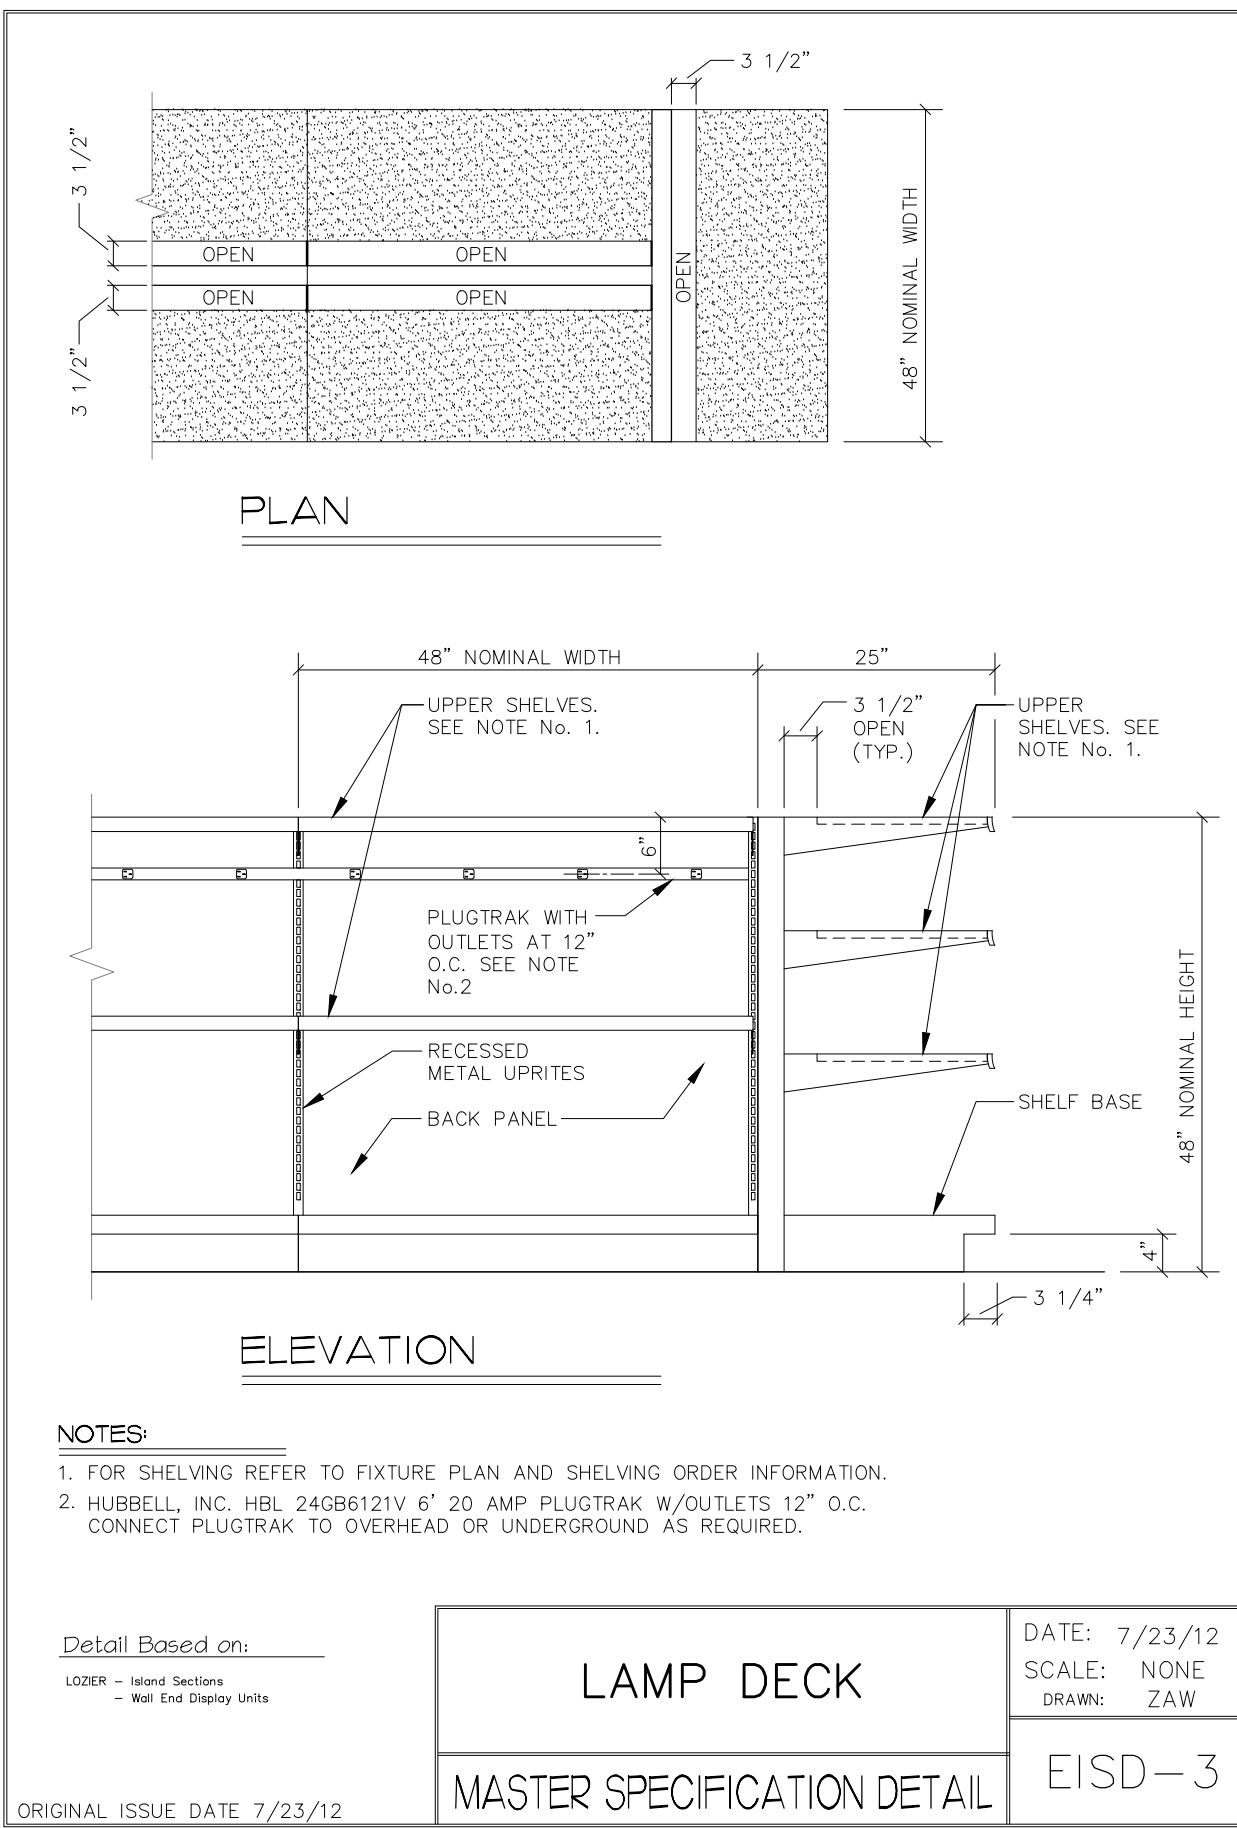 3 1/2"
3 1/2"
OPEN
OPEN
OPEN
OPEN
OPEN
3 1/2"
48" NOMINAL WIDTH
PLAN
48" NOMINAL WIDTH
25"
UPPER SHELVES.
SEE NOTE No. 1.
3 1/2"
OPEN
(TYP.)
UPPER
SHELVES. SEE
NOTE No. 1.
6"
PLUGTRAK WITH
OUTLETS AT 12"
O.C. SEE NOTE
No.2
RECESSED
METAL UPRITES
BACK PANEL
SHELF BASE
48" NOMINAL HEIGHT
4"
3 1/4"
ELEVATION
NOTES:
1. FOR SHELVING REFER TO FIXTURE PLAN AND SHELVING ORDER INFORMATION.
2. HUBBELL, INC. HBL 24GB6121V 6' 20 AMP PLUGTRAK W/OUTLETS 12" O.C.
CONNECT PLUGTRAK TO OVERHEAD OR UNDERGROUND AS REQUIRED.
Detail Based on:
LOZIER – Island Sections
– Wall End Display Units
ORIGINAL ISSUE DATE 7/23/12
LAMP DECK
MASTER SPECIFICATION DETAIL
DATE: 7/23/12
SCALE: NONE
DRAWN: ZAW
EISD–3